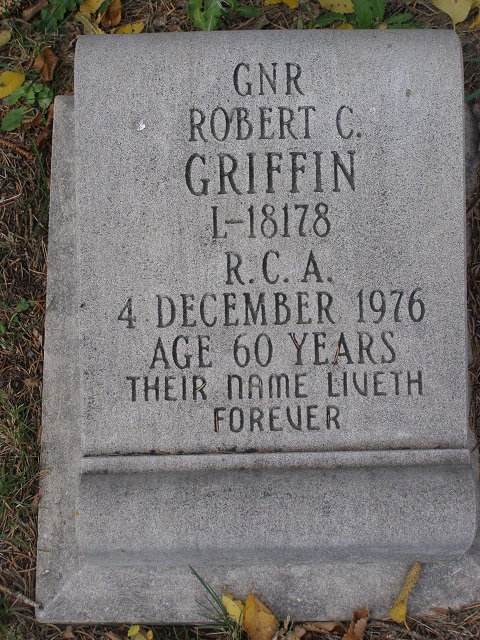 GNR
ROBERT C.
GRIFFIN
L-18178
R.C.A.
4 DECEMBER 1976
AGE 60 YEARS
THEIR NAME LIVETH
FOREVER